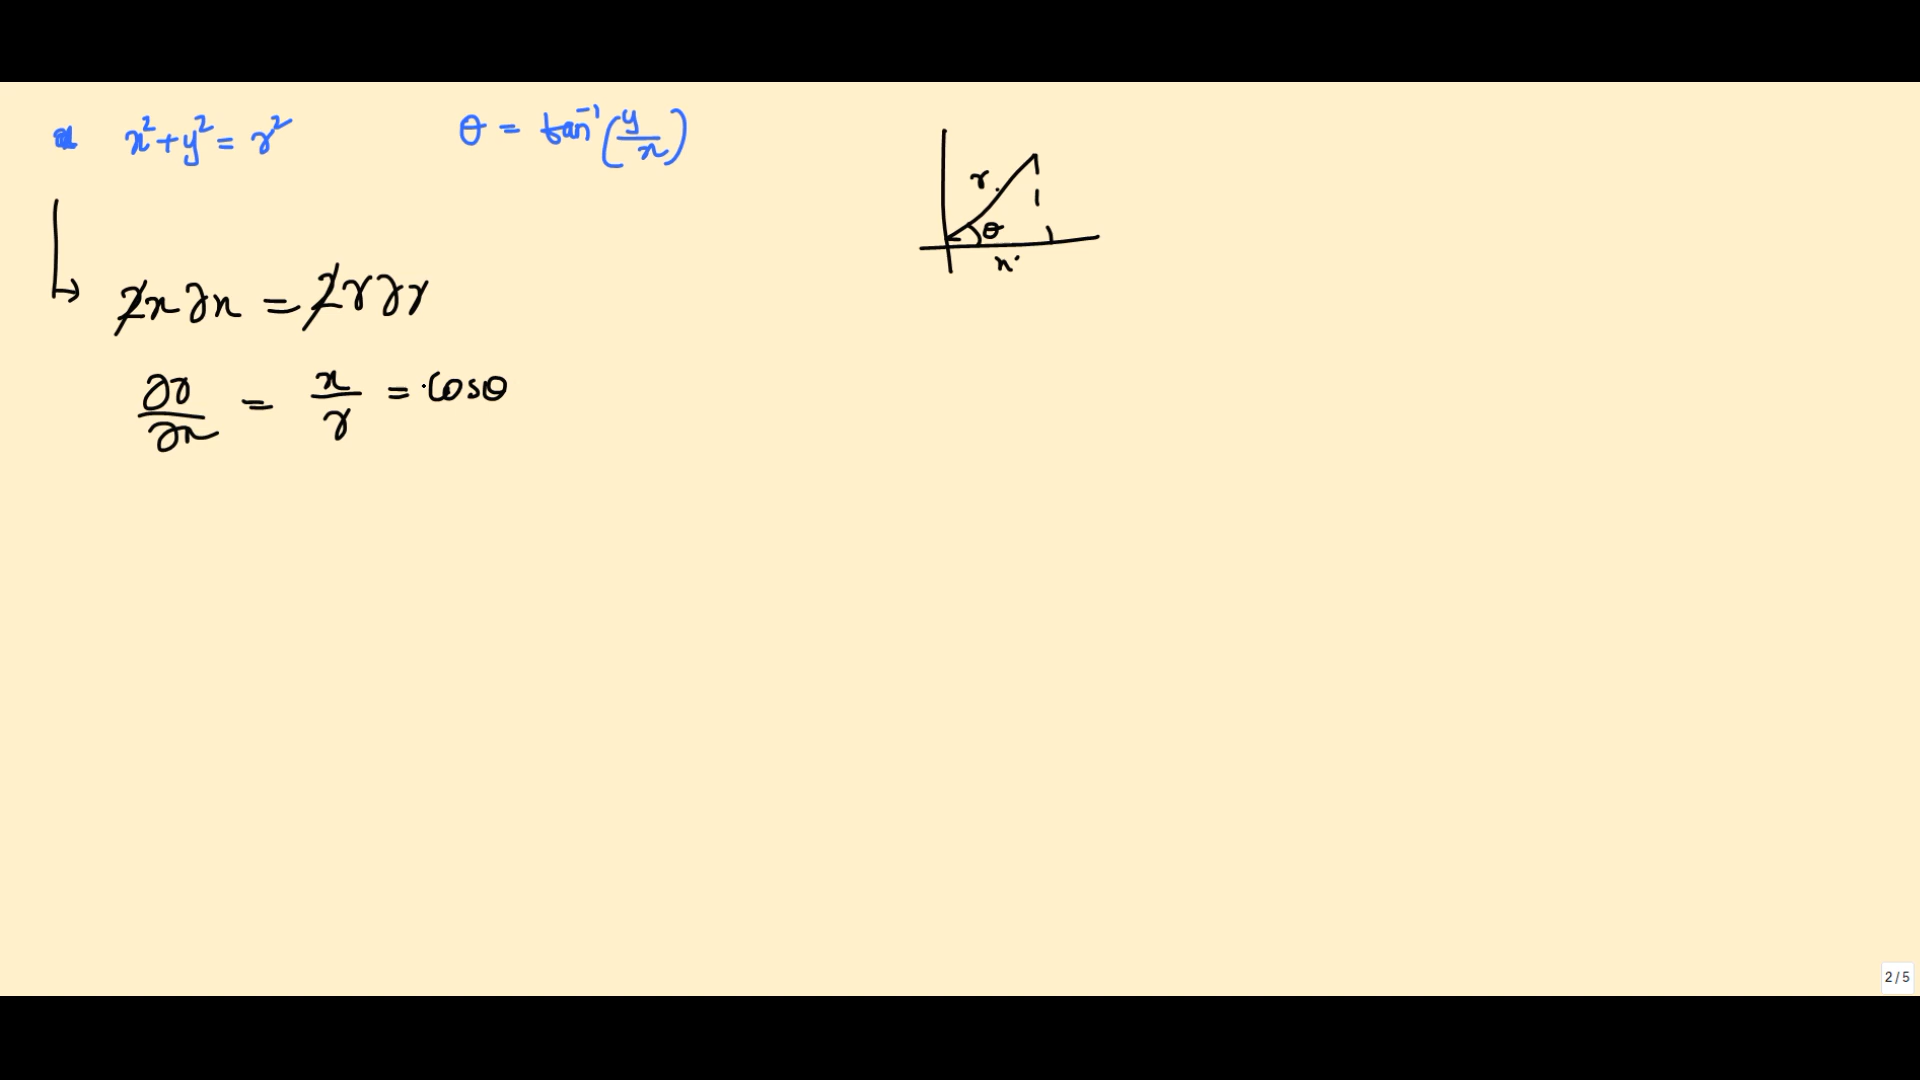 x² + y² = r²
θ = tan⁻¹(y/x)
r
θ
x
2x∂x = 2r∂r
∂r/∂x = x/r = cosθ
2 / 5